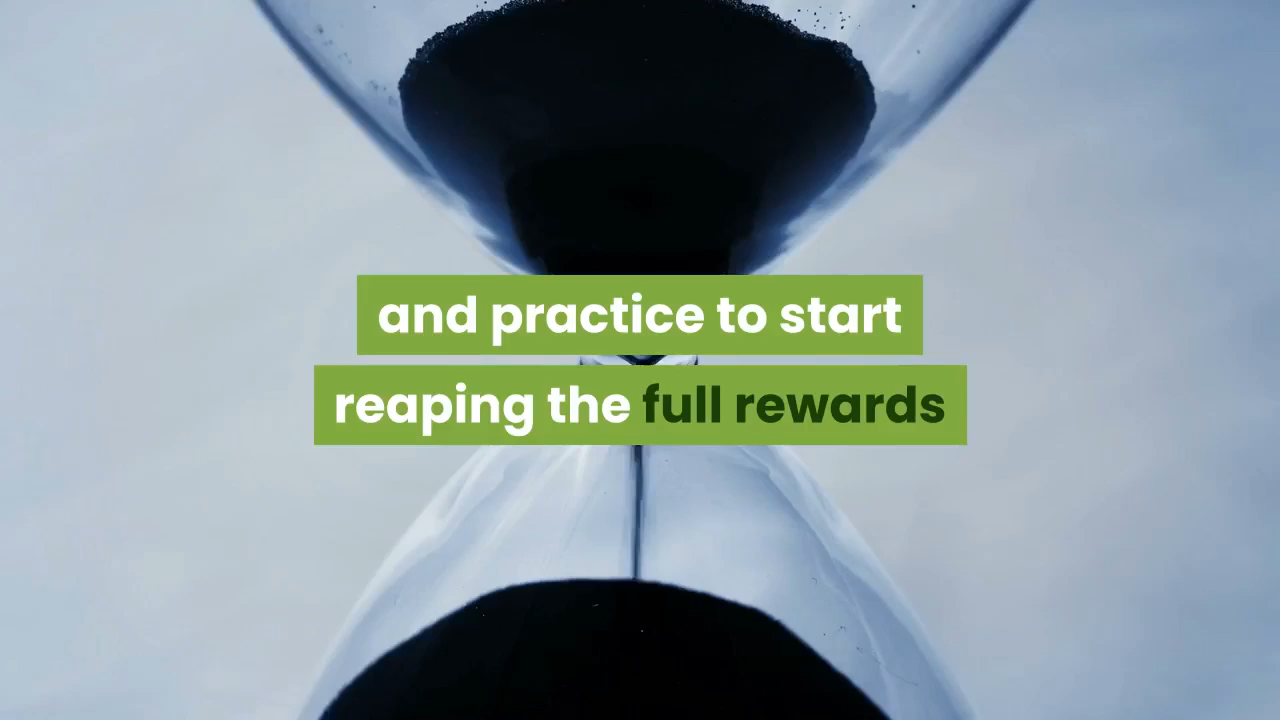 and practice to start
reaping the full rewards